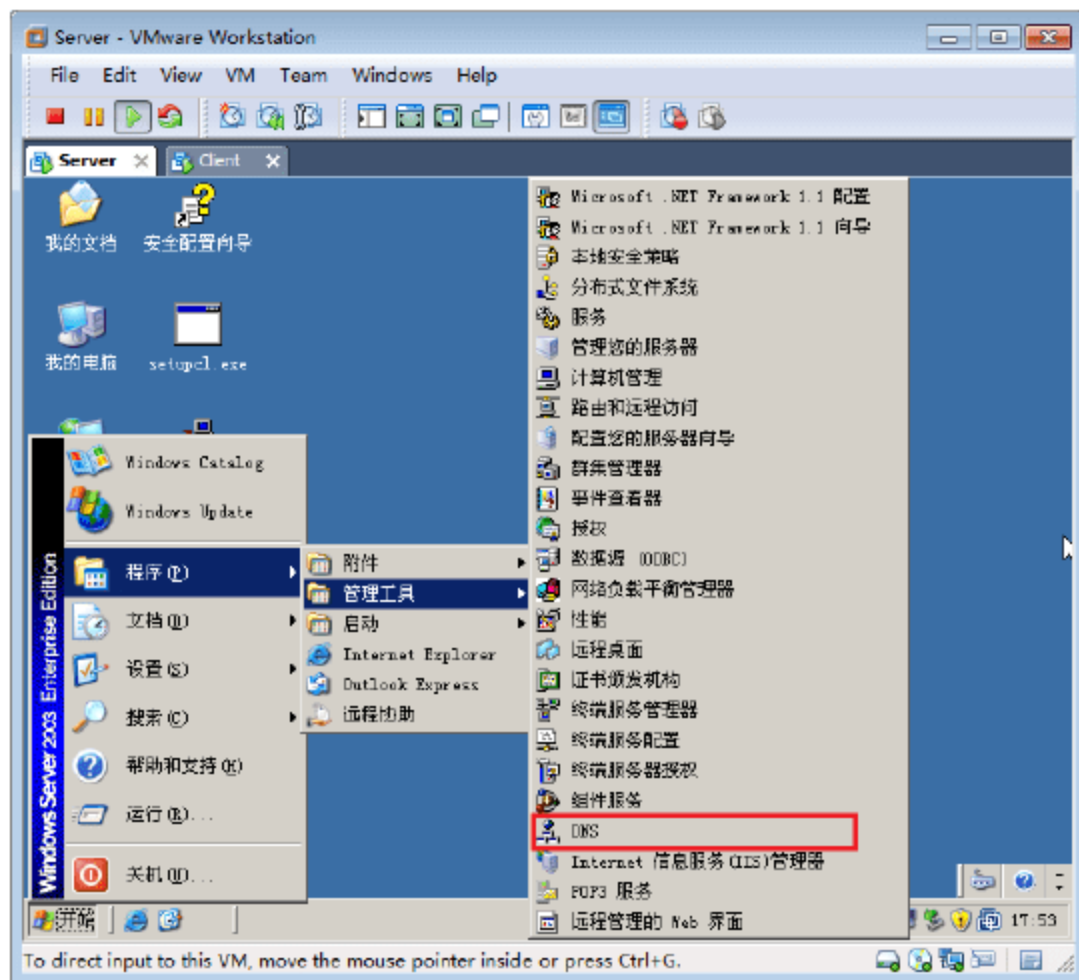 Server - VMware Workstation
File Edit View VM Team Windows Help
Server Client
我的文档 安全配置向导
我的电脑 setupcl.exe
Windows Catalog
Windows Update
程序(P)
文档(D)
设置(S)
搜索(C)
帮助和支持(H)
运行(R)...
关机(U)...
Windows Server 2003 Enterprise Edition
附件
管理工具
启动
Internet Explorer
Outlook Express
远程协助
Microsoft .NET Framework 1.1 配置
Microsoft .NET Framework 1.1 向导
本地安全策略
分布式文件系统
服务
管理您的服务器
计算机管理
路由和远程访问
配置您的服务器向导
群集管理器
事件查看器
授权
数据源 (ODBC)
网络负载平衡管理器
性能
远程桌面
证书颁发机构
终端服务管理器
终端服务配置
终端服务器授权
组件服务
DNS
Internet 信息服务(IIS)管理器
POP3 服务
远程管理的 Web 界面
17:53
To direct input to this VM, move the mouse pointer inside or press Ctrl+G.